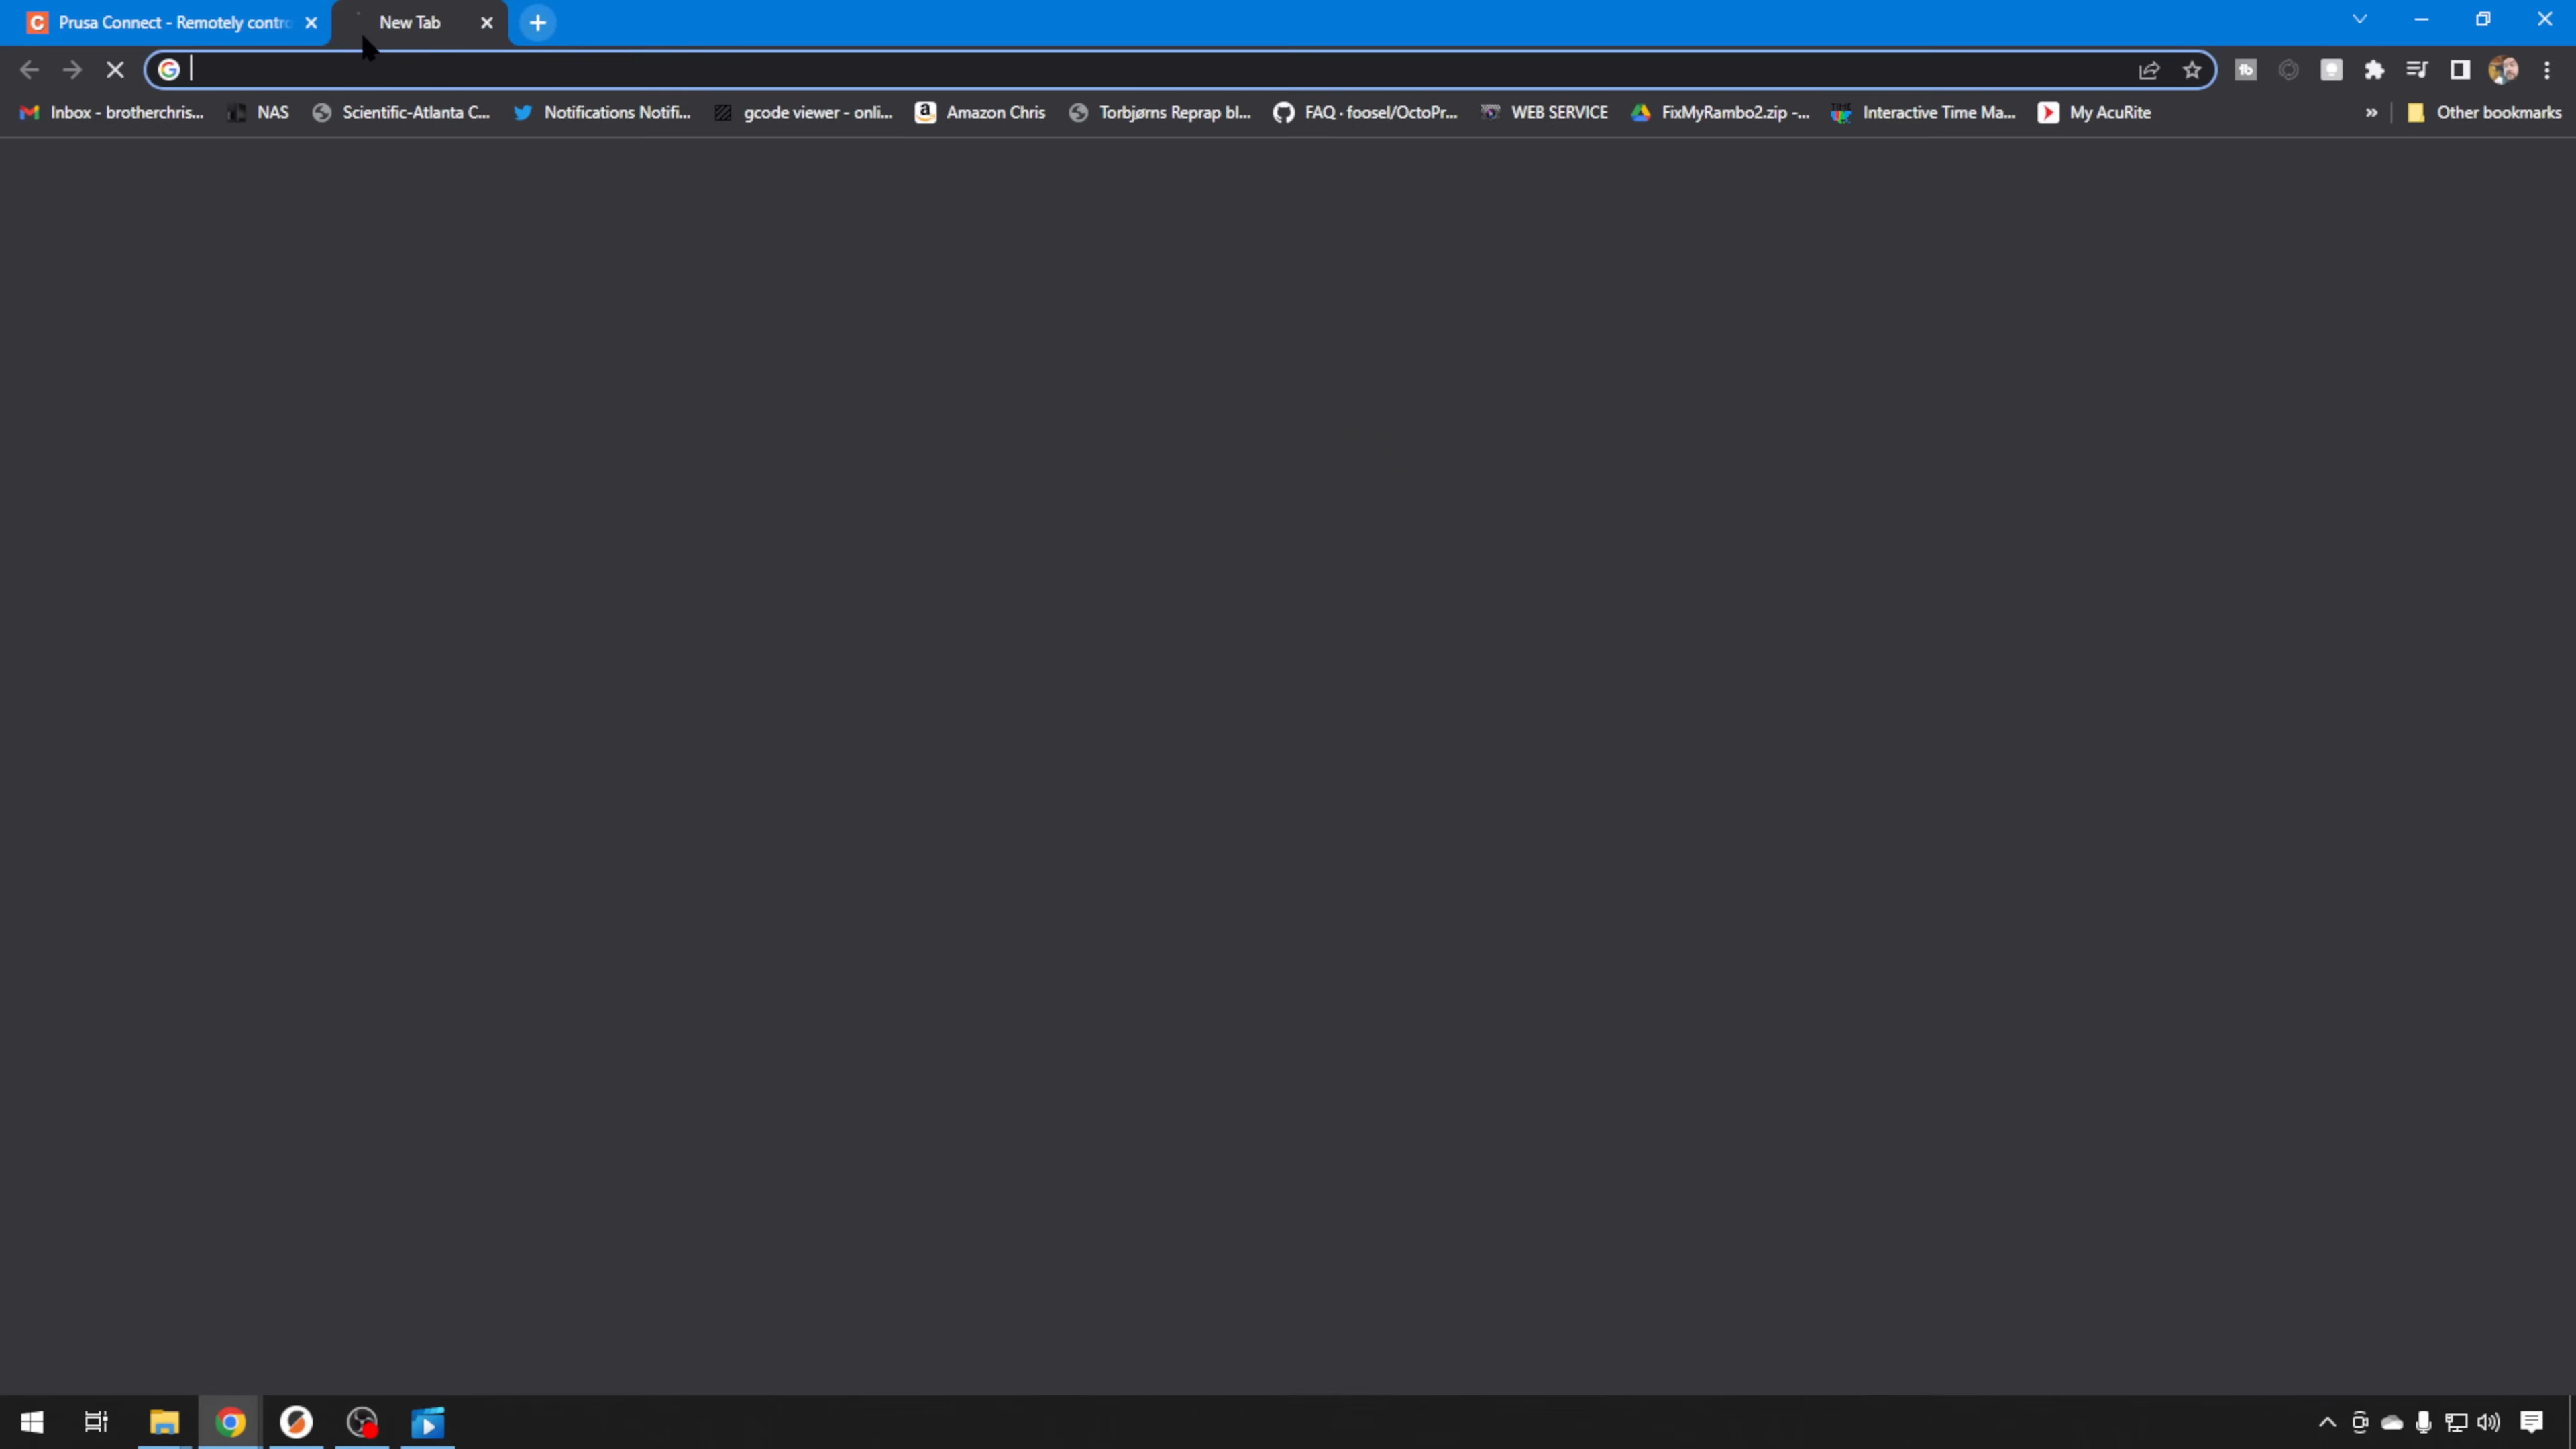 Prusa Connect - Remotely contr
New Tab
Inbox - brotherchris...
NAS
Scientific-Atlanta C...
Notifications Notifi...
gcode viewer - onli...
Amazon Chris
Torbjørns Reprap bl...
FAQ · foosel/OctoPr...
WEB SERVICE
FixMyRambo2.zip -...
Interactive Time Ma...
My AcuRite
Other bookmarks